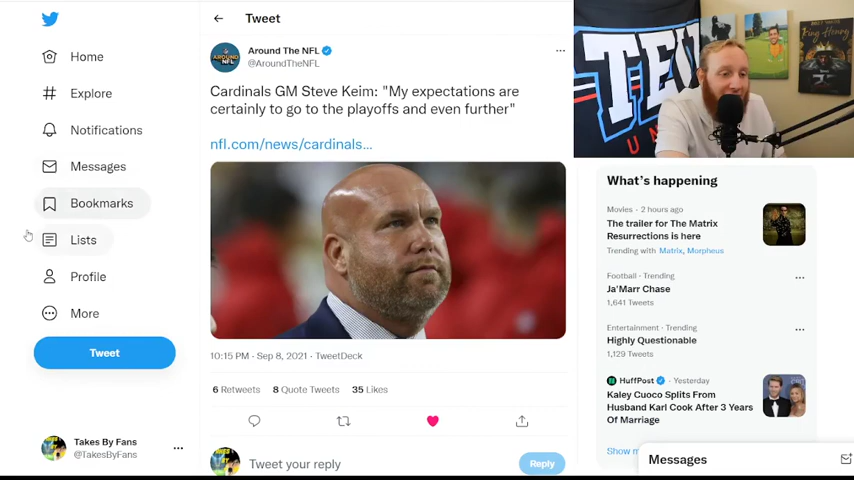 Home
Explore
Notifications
Messages
Bookmarks
Lists
Profile
More
Tweet
Takes By Fans
@TakesByFans
Tweet
Around The NFL
@AroundTheNFL
Cardinals GM Steve Keim: "My expectations are
certainly to go to the playoffs and even further"
nfl.com/news/cardinals...
10:15 PM · Sep 8, 2021 · TweetDeck
6 Retweets 8 Quote Tweets 35 Likes
Tweet your reply
Reply
What's happening
Movies · 2 hours ago
The trailer for The Matrix
Resurrections is here
Trending with Matrix, Morpheus
Football · Trending
Ja'Marr Chase
1,641 Tweets
Entertainment · Trending
Highly Questionable
1,129 Tweets
HuffPost · Yesterday
Kaley Cuoco Splits From
Husband Karl Cook After 3 Years
Of Marriage
Messages
King Henry